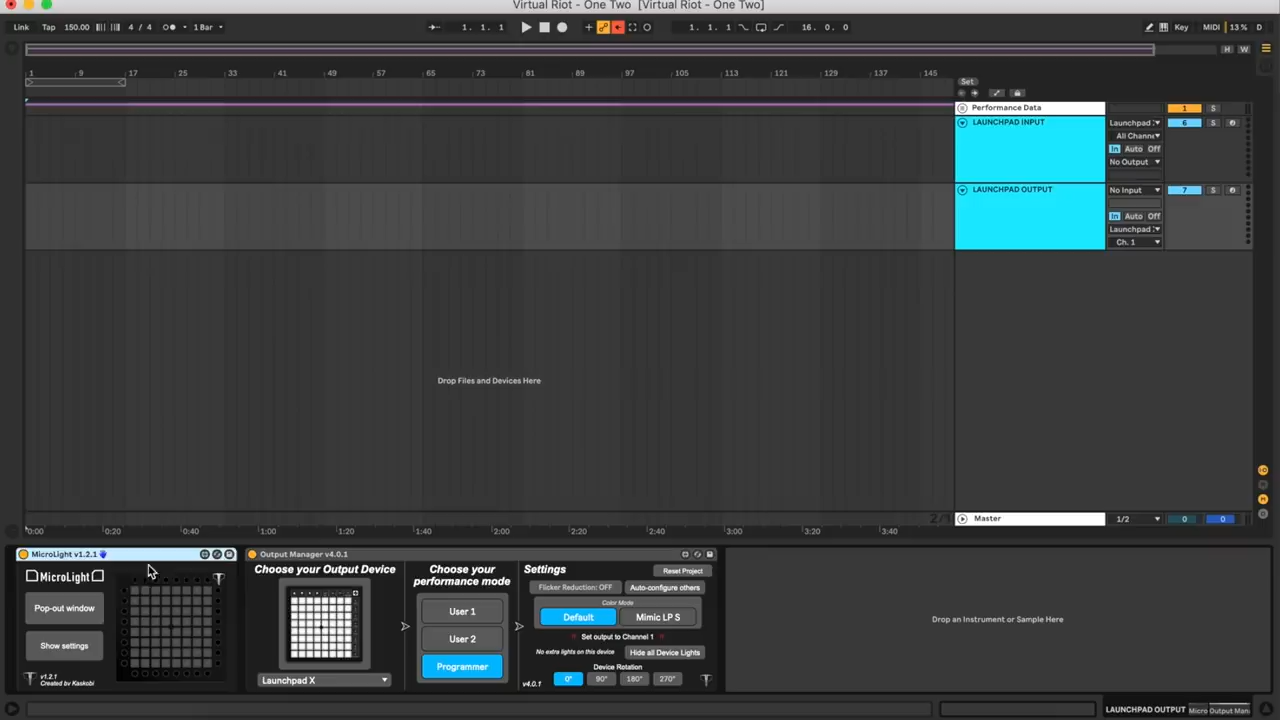 Virtual Riot - One Two  [Virtual Riot - One Two]
Link Tap 150.00 4 / 4 1 Bar 1. 1. 1 1. 1. 1 16. 0. 0 Key MIDI 13 % D
H W
1 9 17 25 33 41 49 57 65 73 81 89 97 105 113 121 129 137 145
Set
Performance Data 1 S
LAUNCHPAD INPUT Launchpad 6 S
All Channe
In Auto Off
No Output
LAUNCHPAD OUTPUT No Input 7 S
In Auto Off
Launchpad
Ch. 1
Drop Files and Devices Here
2/1
Master 1/2 0 0
0:00 0:20 0:40 1:00 1:20 1:40 2:00 2:20 2:40 3:00 3:20 3:40
MicroLight v1.2.1
MicroLight
Pop-out window
Show settings
v1.2.1
Created by Kaskobi
Output Manager v4.0.1
Choose your Output Device
Launchpad X
Choose your
performance mode
User 1
User 2
Programmer
Settings
Reset Project
Flicker Reduction: OFF Auto-configure others
Color Mode
Default Mimic LP S
Set output to Channel 1
No extra lights on this device Hide all Device Lights
Device Rotation
v4.0.1 0° 90° 180° 270°
Drop an Instrument or Sample Here
LAUNCHPAD OUTPUT Micro Output Man